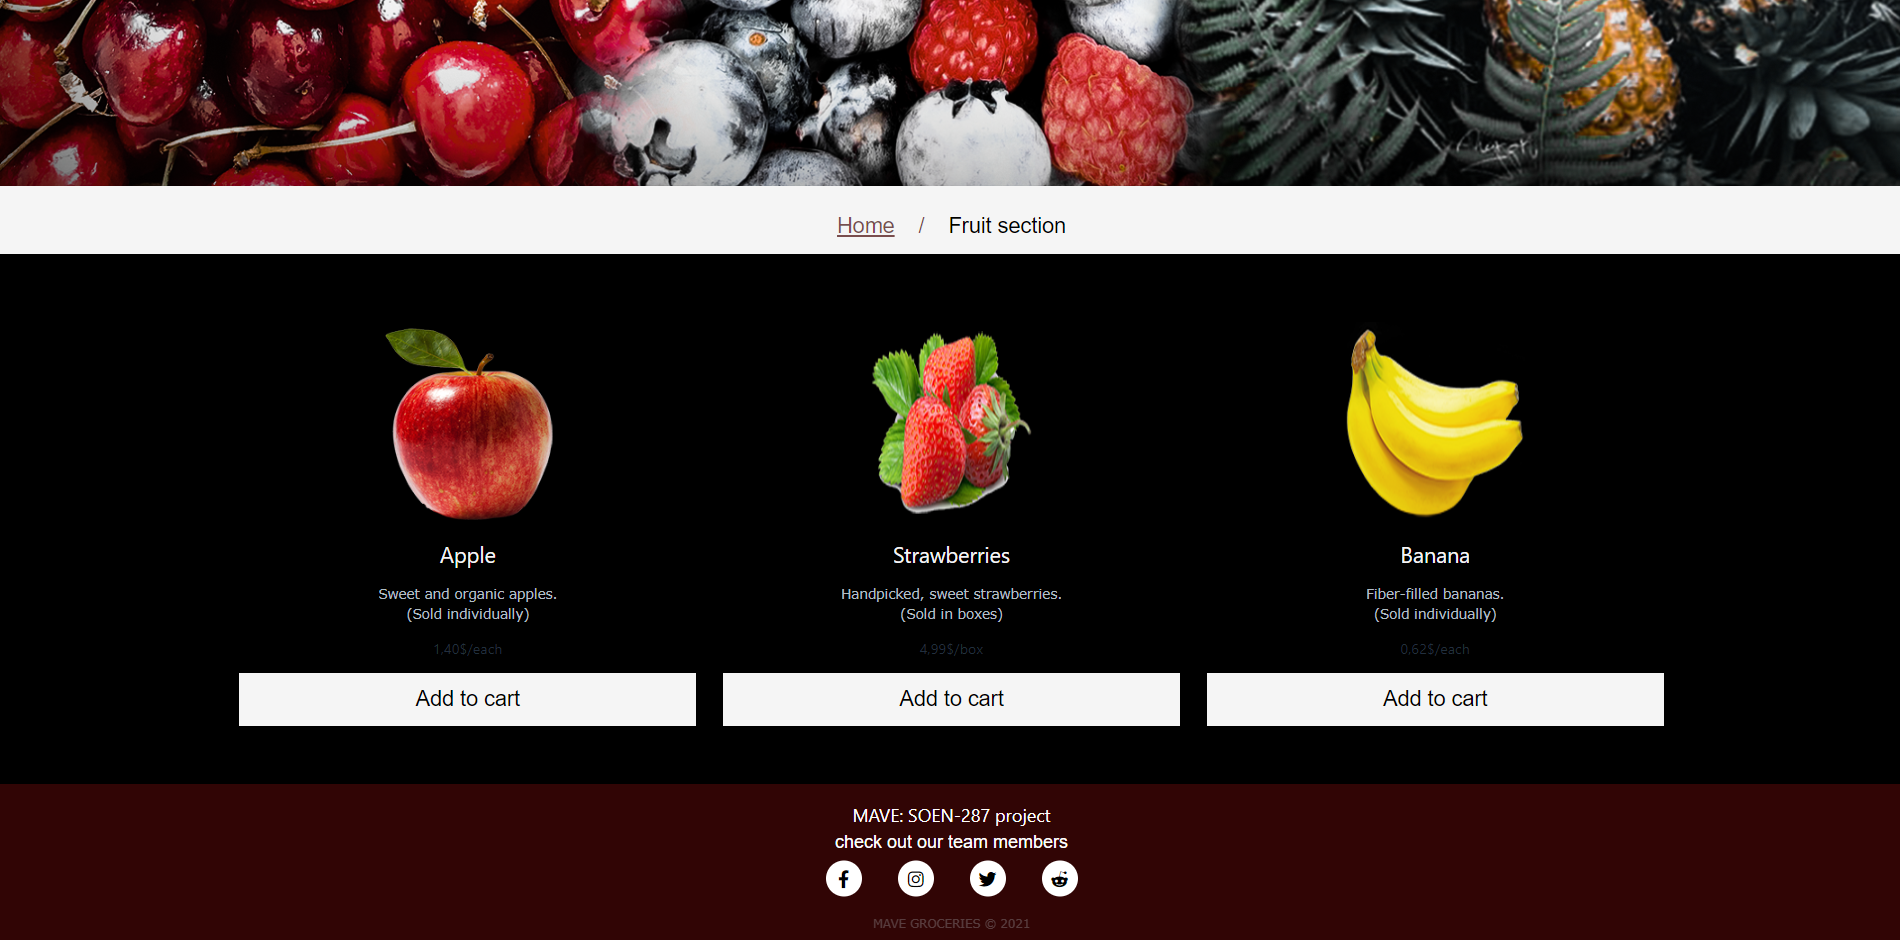 Home / Fruit section
Apple
Sweet and organic apples.
(Sold individually)
1,40$/each
Add to cart
Strawberries
Handpicked, sweet strawberries.
(Sold in boxes)
4,99$/box
Add to cart
Banana
Fiber-filled bananas.
(Sold individually)
0,62$/each
Add to cart
MAVE: SOEN-287 project
check out our team members
MAVE GROCERIES © 2021